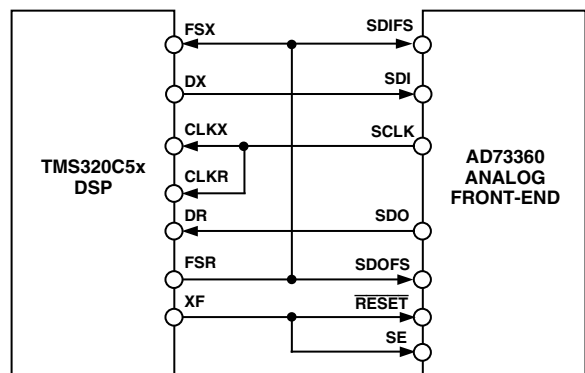 FSX SDIFS
DX SDI
CLKX SCLK
TMS320C5x
DSP
AD73360
ANALOG
FRONT-END
CLKR
DR SDO
FSR SDOFS
XF RESET
SE